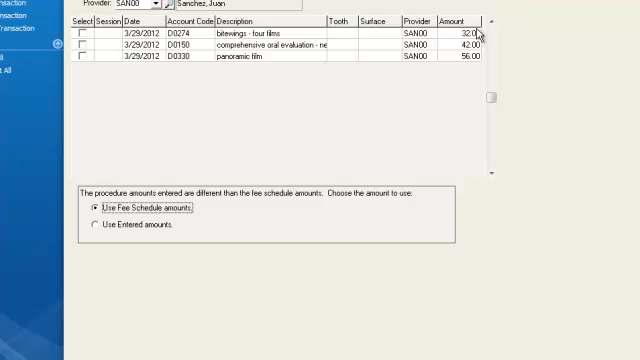 Provider: SAN00 Sanchez, Juan
Select Session Date Account Code Description Tooth Surface Provider Amount
3/29/2012 D0274 bitewings - four films SAN00 32.00
3/29/2012 D0150 comprehensive oral evaluation - ne SAN00 42.00
3/29/2012 D0330 panoramic film SAN00 56.00
ansaction
ansaction
Transaction
ll
t All
The procedure amounts entered are different than the fee schedule amounts. Choose the amount to use:
Use Fee Schedule amounts.
Use Entered amounts.